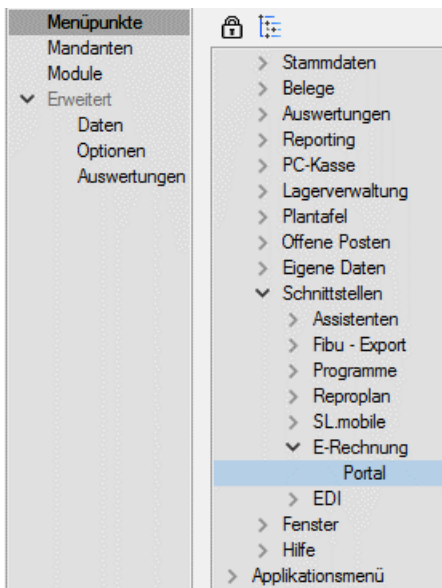 Menüpunkte
Mandanten
Module
Erweitert
Daten
Optionen
Auswertungen
Stammdaten
Belege
Auswertungen
Reporting
PC-Kasse
Lagerverwaltung
Plantafel
Offene Posten
Eigene Daten
Schnittstellen
Assistenten
Fibu - Export
Programme
Reproplan
SL.mobile
E-Rechnung
Portal
EDI
Fenster
Hilfe
Applikationsmenü